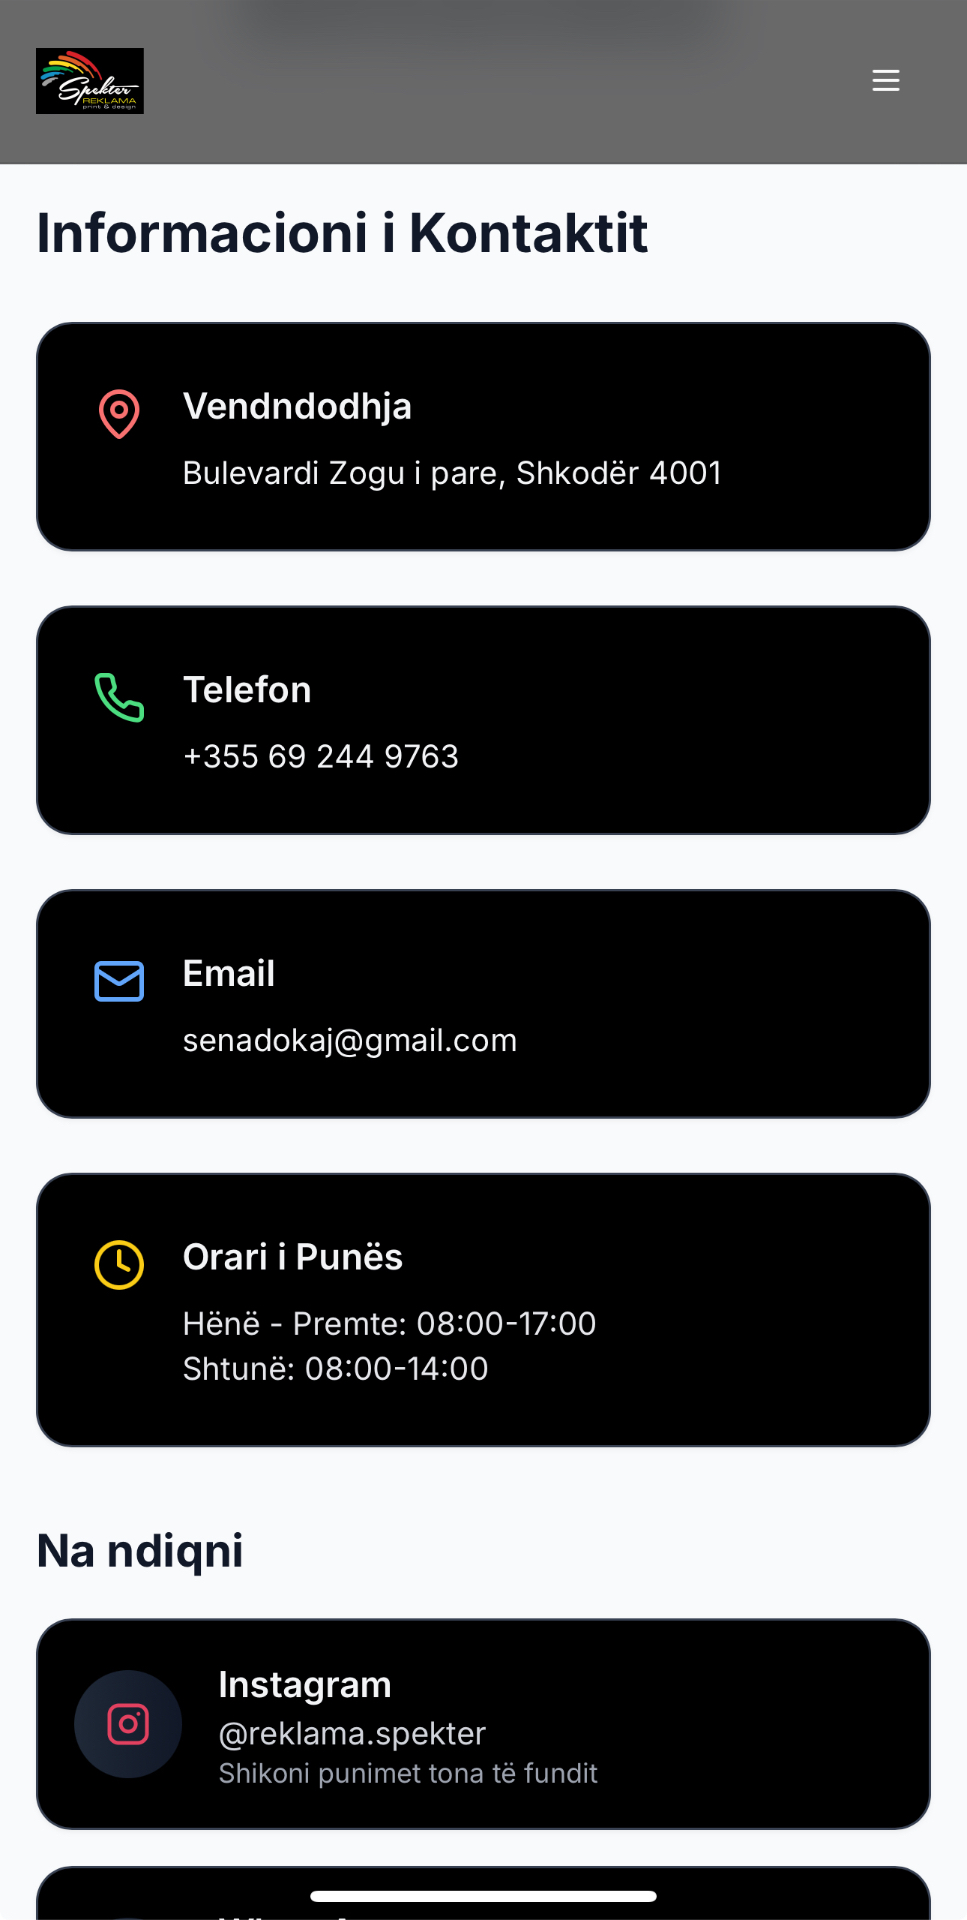 Spekter
REKLAMA
print & design
Informacioni i Kontaktit
Vendndodhja
Bulevardi Zogu i pare, Shkodër 4001
Telefon
+355 69 244 9763
Email
senadokaj@gmail.com
Orari i Punës
Hënë - Premte: 08:00-17:00
Shtunë: 08:00-14:00
Na ndiqni
Instagram
@reklama.spekter
Shikoni punimet tona të fundit